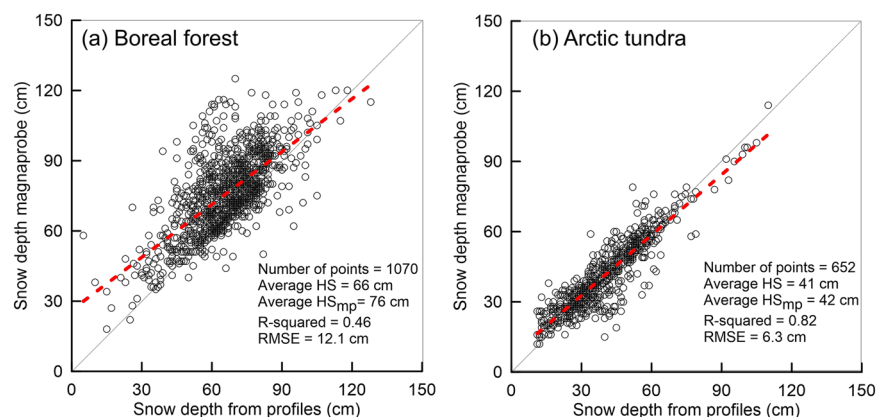 (a) Boreal forest
Snow depth magnaprobe (cm)
150
120
90
60
30
0
Number of points = 1070
Average HS = 66 cm
Average HSmp= 76 cm
R-squared = 0.46
RMSE = 12.1 cm
0 30 60 90 120 150
Snow depth from profiles (cm)
(b) Arctic tundra
Snow depth magnaprobe (cm)
150
120
90
60
30
0
Number of points = 652
Average HS = 41 cm
Average HSmp = 42 cm
R-squared = 0.82
RMSE = 6.3 cm
0 30 60 90 120 150
Snow depth from profiles (cm)